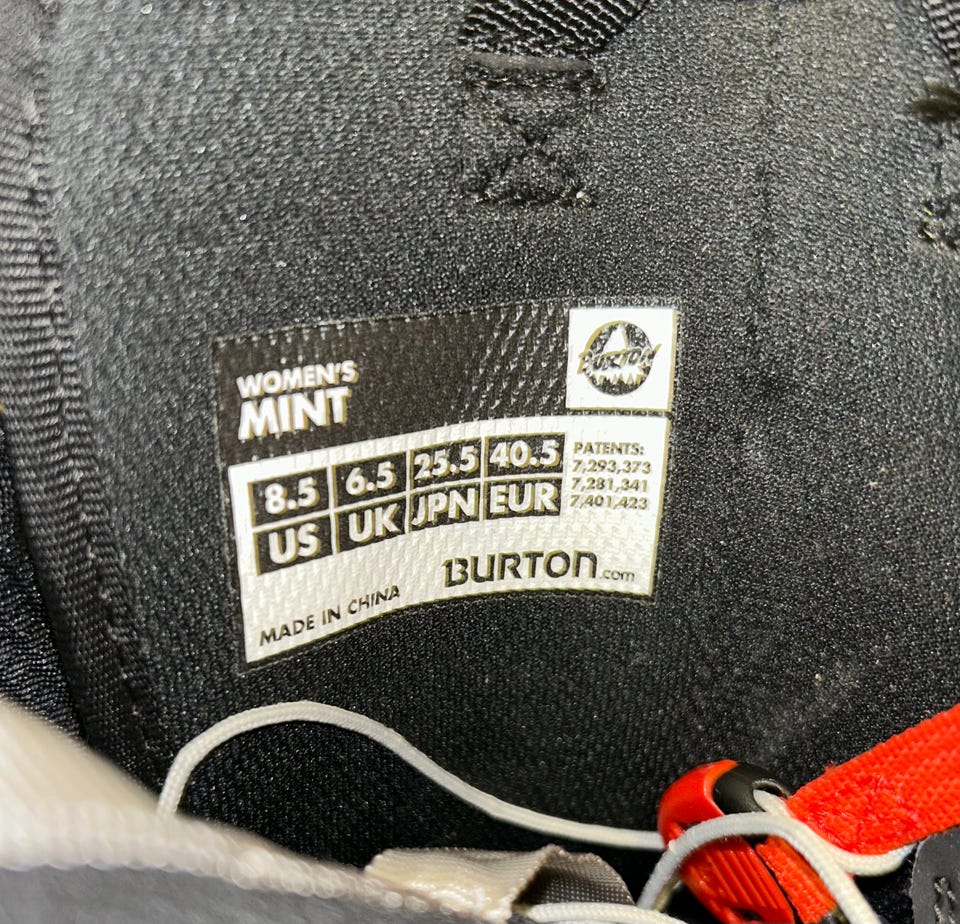 WOMEN'S
MINT
BURTON
8.5 6.5 25.5 40.5
US UK JPN EUR
PATENTS:
7,293,373
7,281,341
7,401,423
BURTON.com
MADE IN CHINA